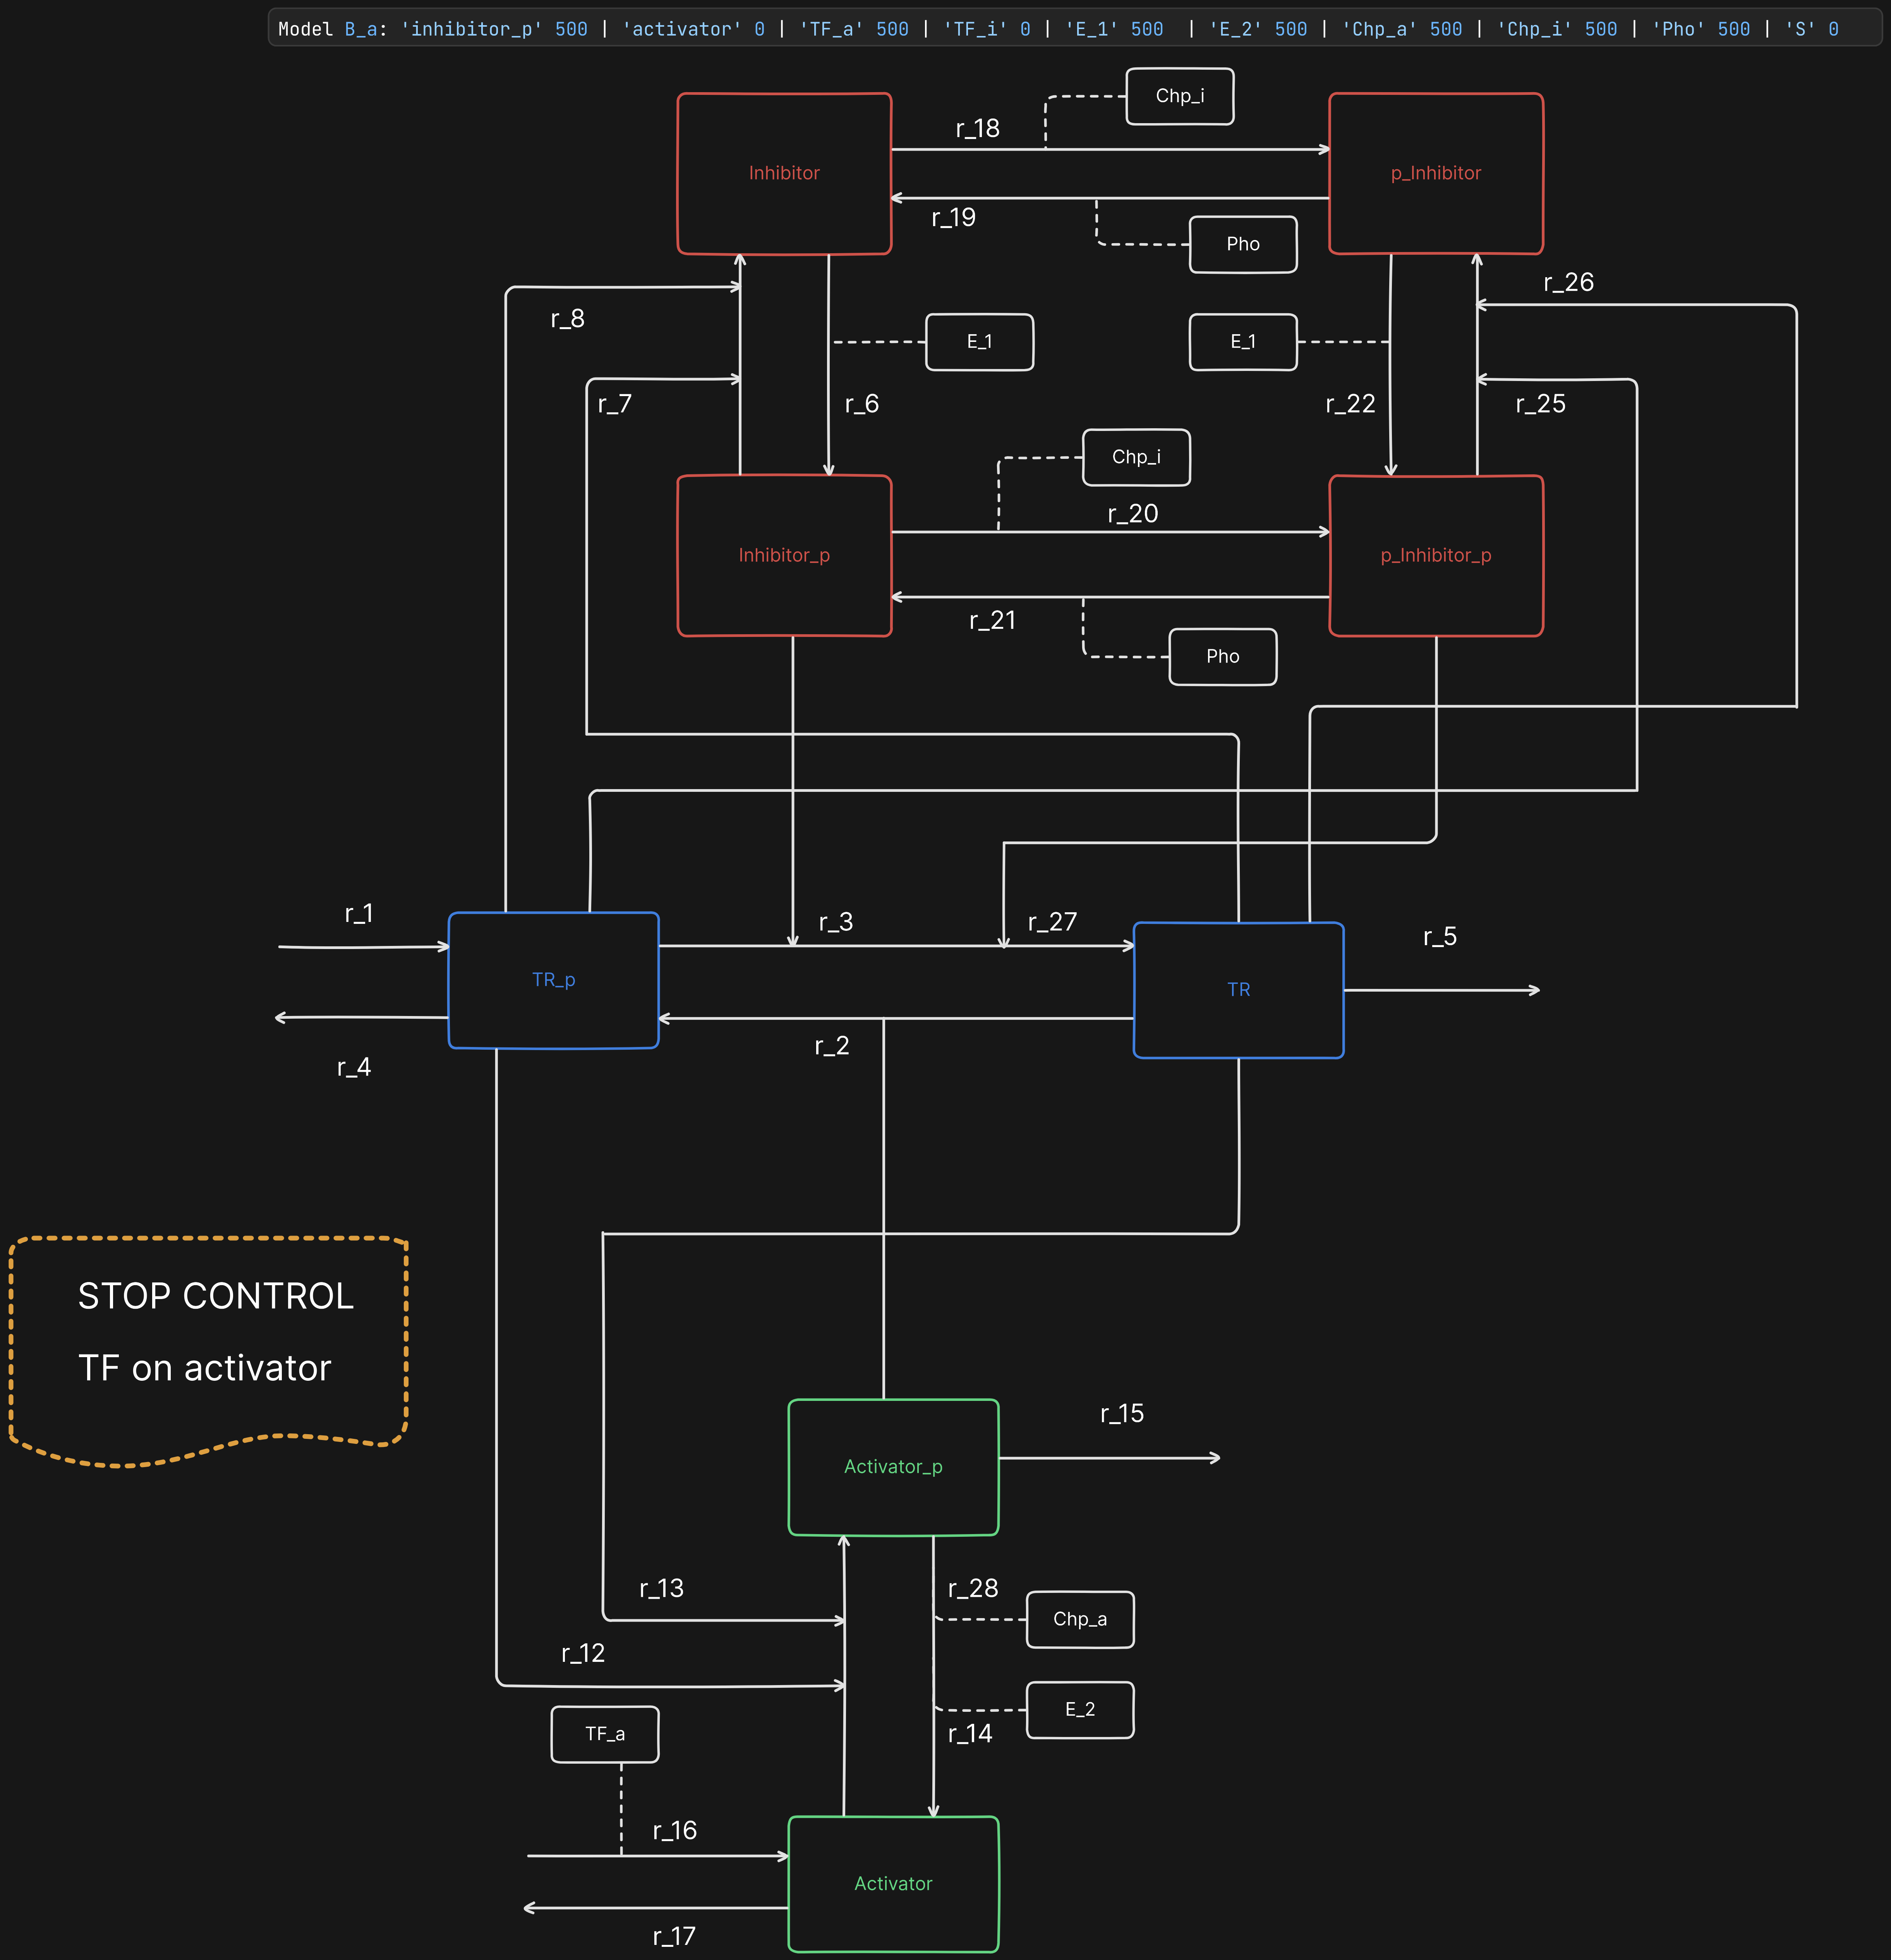 Model B_a: 'inhibitor_p' 500 | 'activator' 0 | 'TF_a' 500 | 'TF_i' 0 | 'E_1' 500 | 'E_2' 500 | 'Chp_a' 500 | 'Chp_i' 500 | 'Pho' 500 | 'S' 0
Chp_i
r_18
Inhibitor
p_Inhibitor
r_19
Pho
r_26
r_8
E_1
E_1
r_7
r_6
r_22
r_25
Chp_i
r_20
Inhibitor_p
p_Inhibitor_p
r_21
Pho
r_1
r_3
r_27
r_5
TR_p
TR
r_2
r_4
STOP CONTROL
TF on activator
r_15
Activator_p
r_13
r_28
Chp_a
r_12
E_2
TF_a
r_14
r_16
Activator
r_17